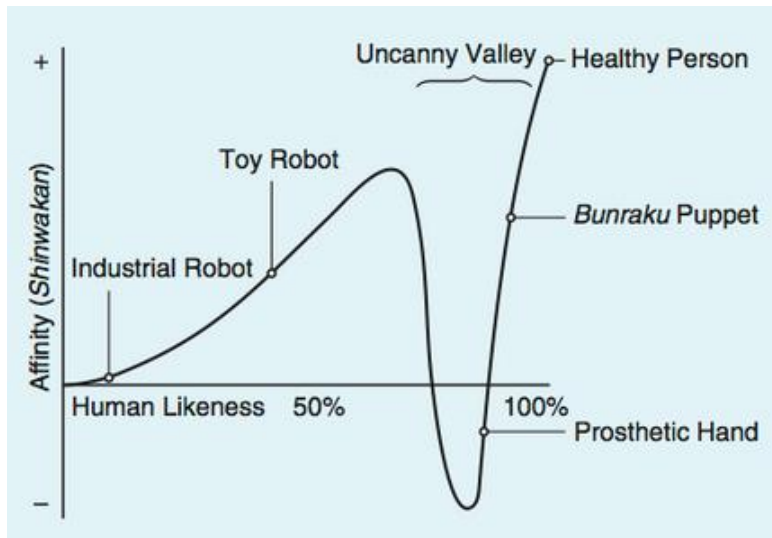 +
Uncanny Valley
Healthy Person
Toy Robot
Bunraku Puppet
Industrial Robot
Affinity (Shinwakan)
Human Likeness 50% 100%
Prosthetic Hand
–